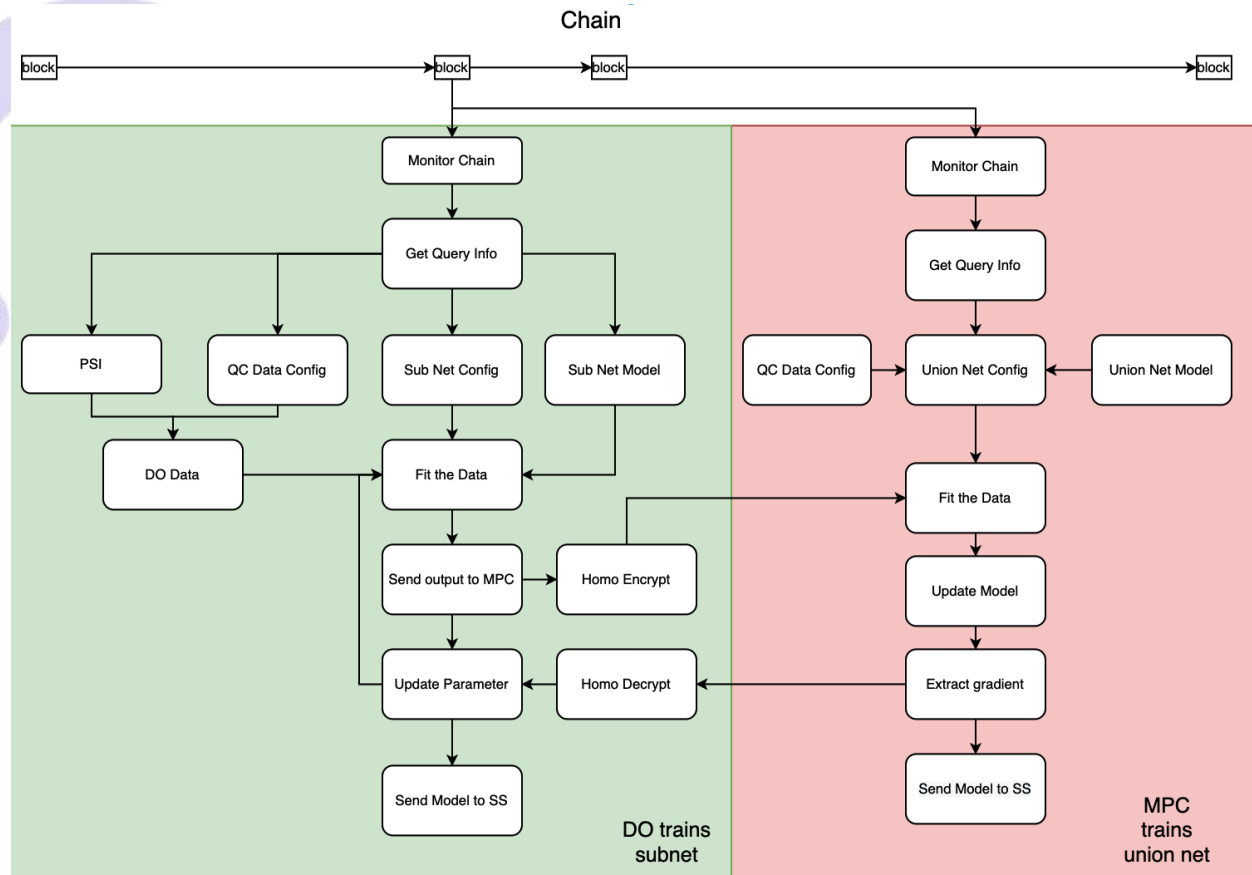 Chain
block
block
block
block
Monitor Chain
Monitor Chain
Get Query Info
Get Query Info
PSI
QC Data Config
Sub Net Config
Sub Net Model
QC Data Config
Union Net Config
Union Net Model
DO Data
Fit the Data
Fit the Data
Send output to MPC
Homo Encrypt
Update Model
Update Parameter
Homo Decrypt
Extract gradient
Send Model to SS
Send Model to SS
DO trains
subnet
MPC
trains
union net